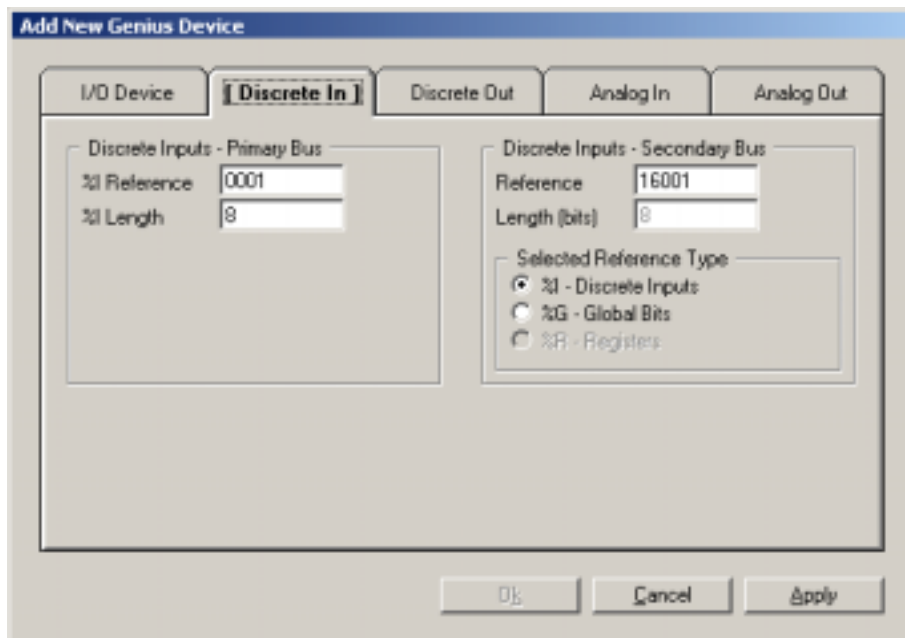 Add New Genius Device
I/O Device
[ Discrete In ]
Discrete Out
Analog In
Analog Out
Discrete Inputs - Primary Bus
%I Reference
0001
%I Length
8
Discrete Inputs - Secondary Bus
Reference
16001
Length (bits)
8
Selected Reference Type
%I - Discrete Inputs
%G - Global Bits
%R - Registers
Ok
Cancel
Apply